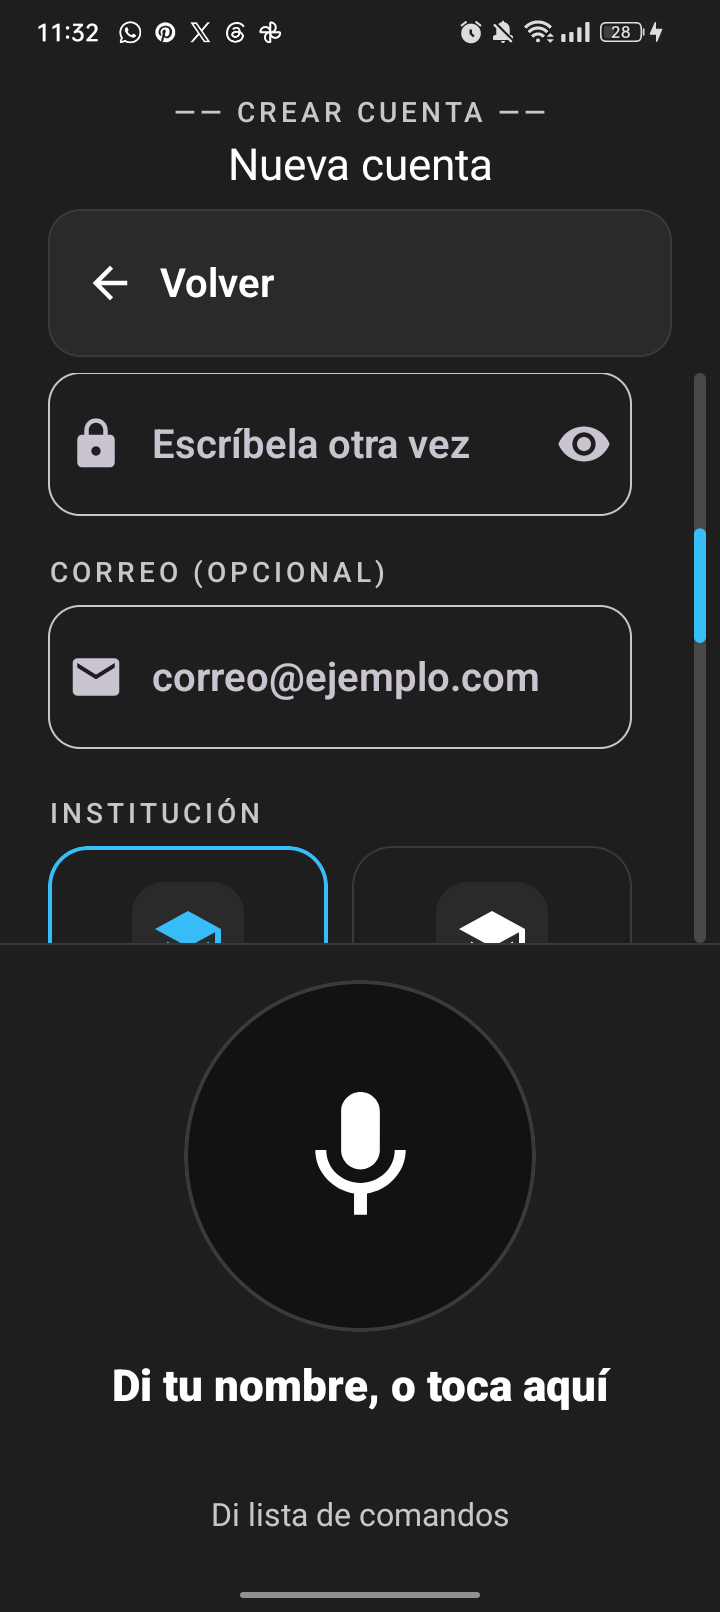 11:32
28
—— CREAR CUENTA ——
Nueva cuenta
Volver
Escríbela otra vez
CORREO (OPCIONAL)
correo@ejemplo.com
INSTITUCIÓN
Di tu nombre, o toca aquí
Di lista de comandos